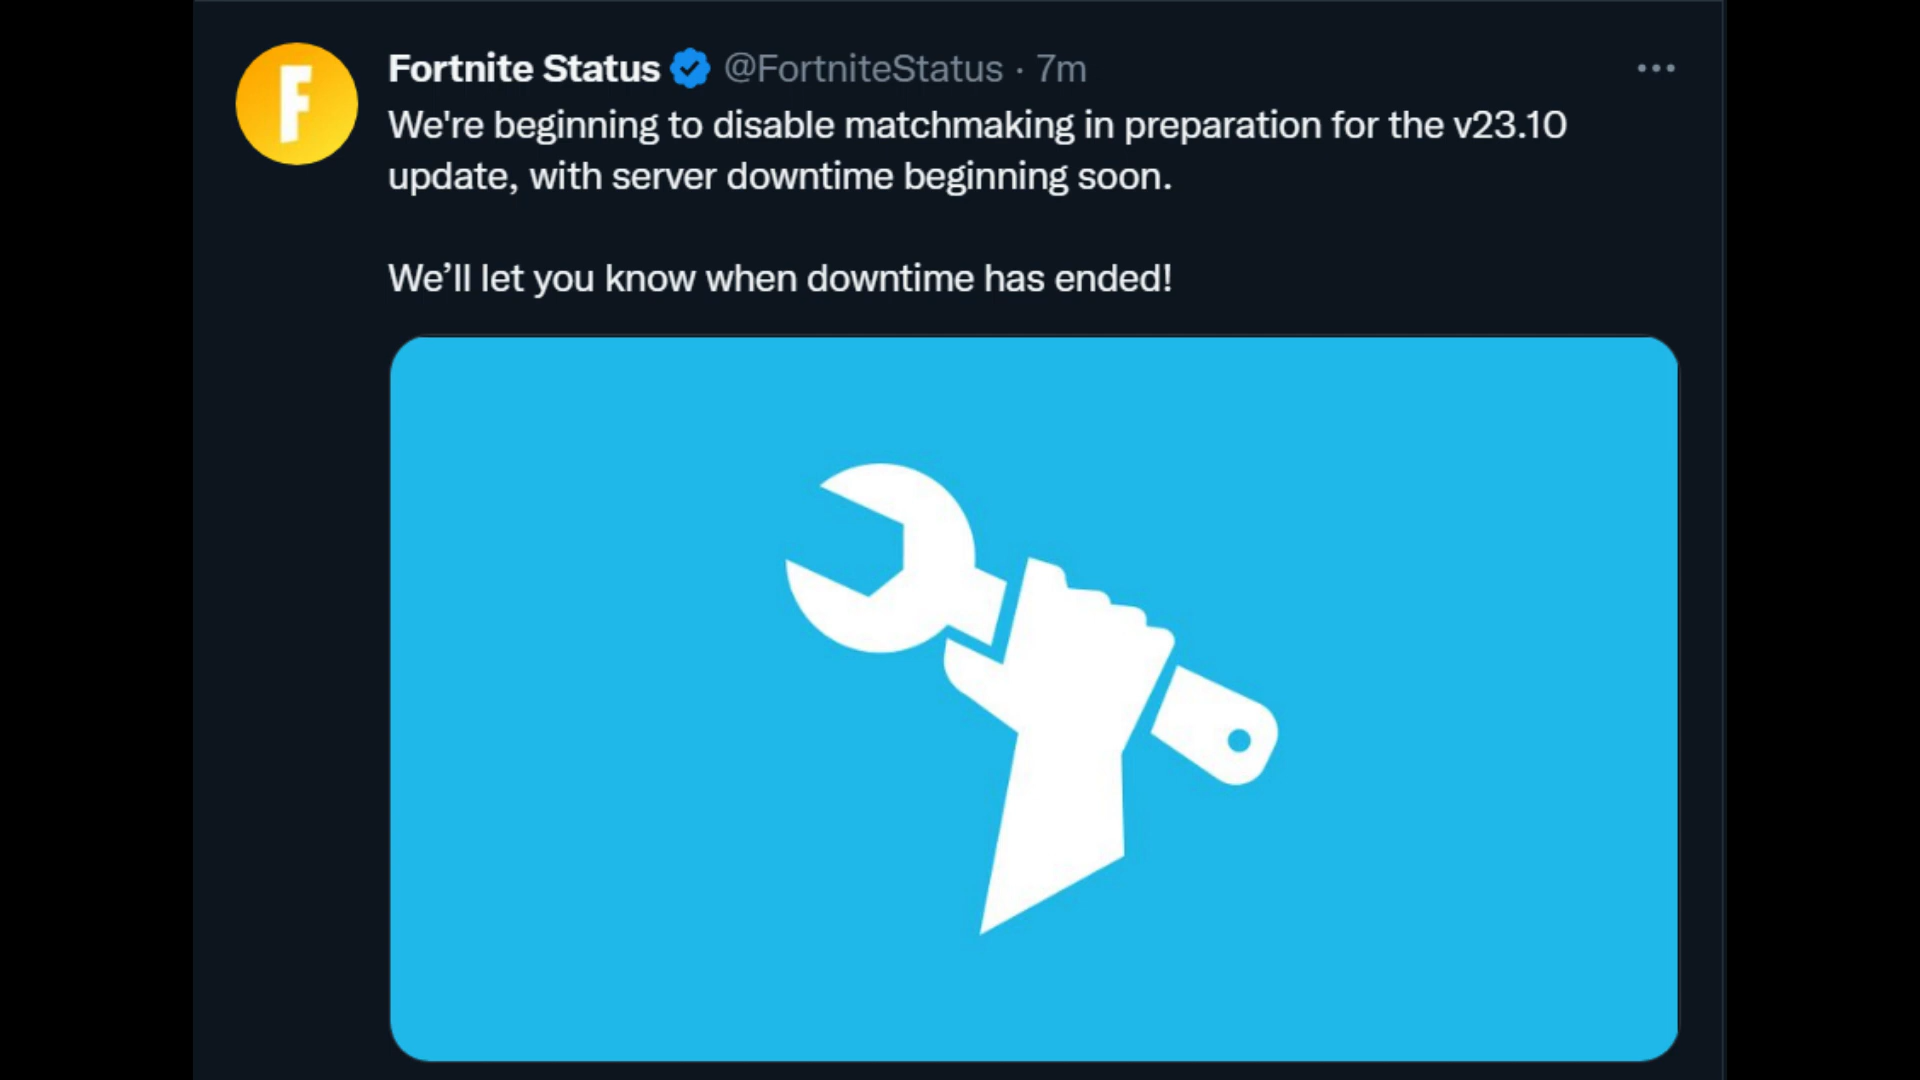 F
Fortnite Status @FortniteStatus · 7m
We're beginning to disable matchmaking in preparation for the v23.10
update, with server downtime beginning soon.
We’ll let you know when downtime has ended!